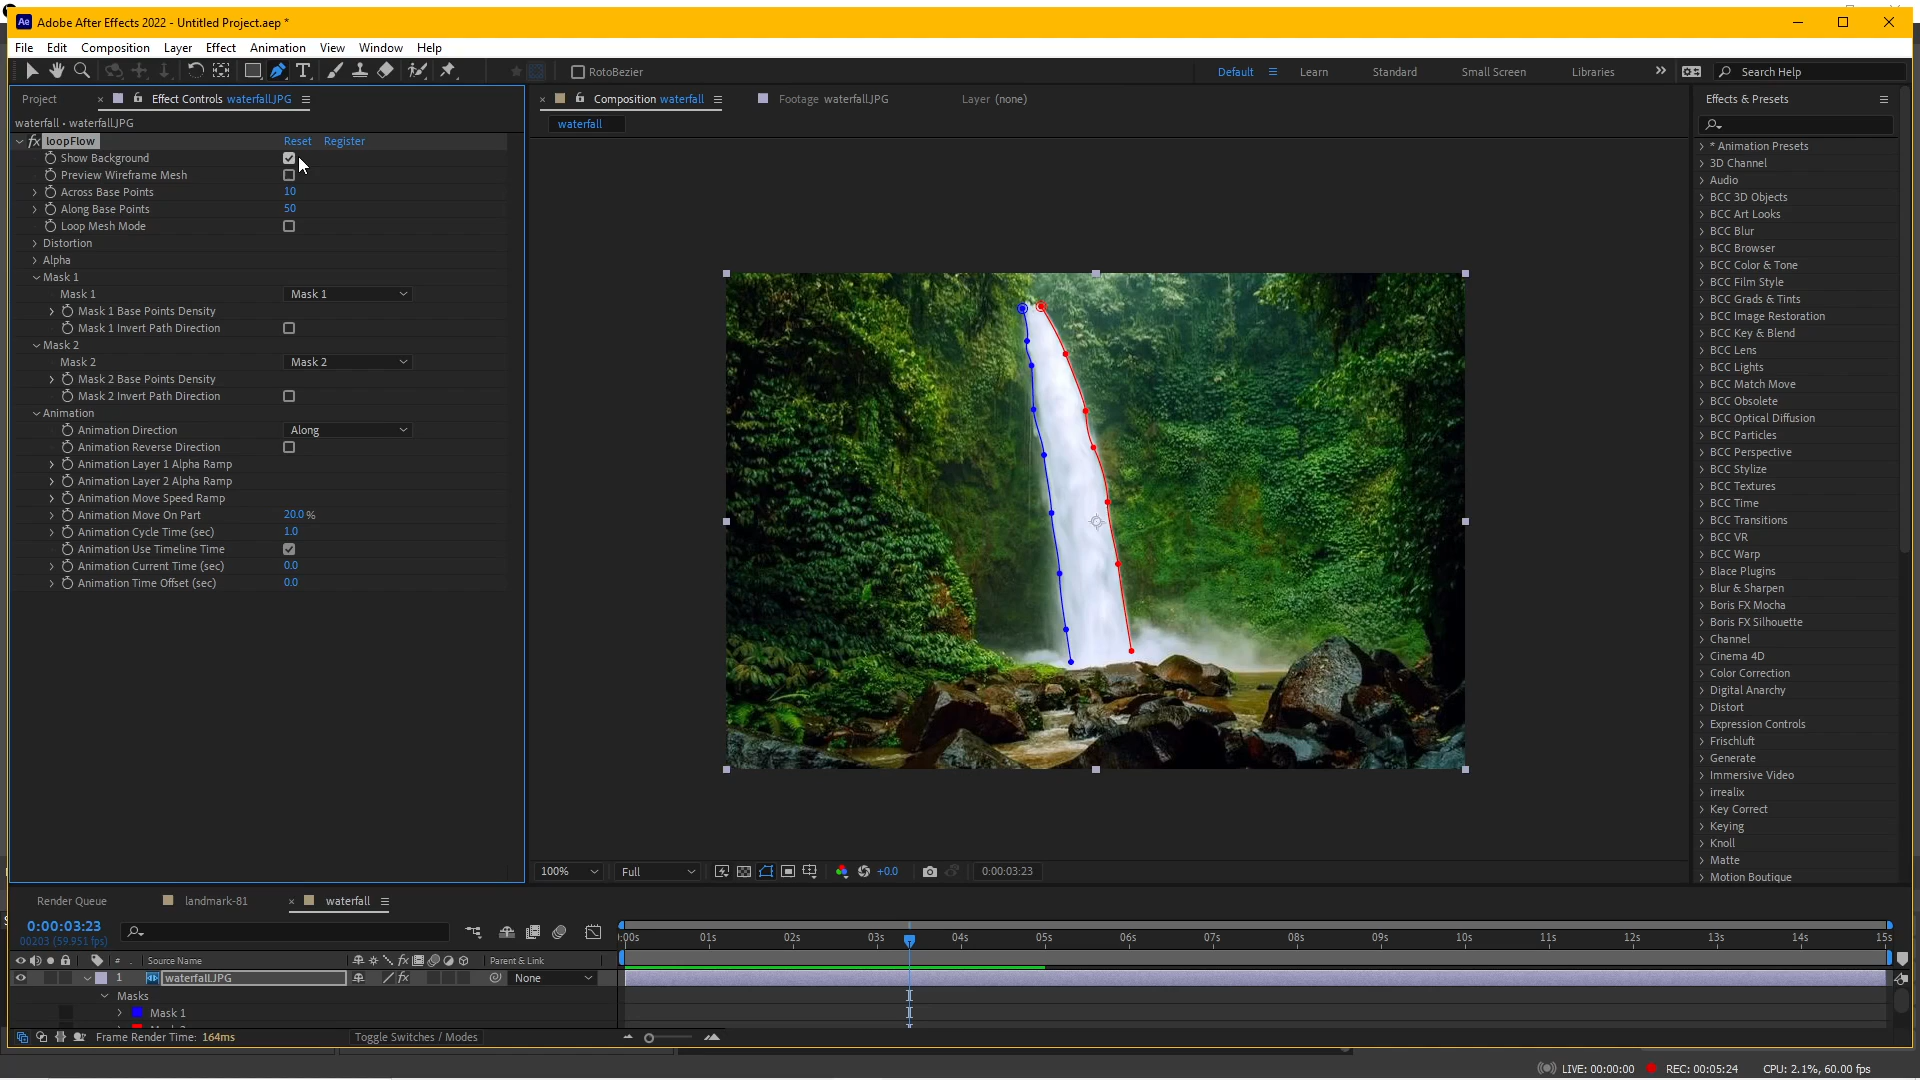 Ae Adobe After Effects 2022 - Untitled Project.aep *
File Edit Composition Layer Effect Animation View Window Help
RotoBezier Default Learn Standard Small Screen Libraries Search Help
Project Effect Controls waterfall.JPG
waterfall • waterfall.JPG
fx loopFlow Reset Register
Show Background
Preview Wireframe Mesh
Across Base Points 10
Along Base Points 50
Loop Mesh Mode
Distortion
Alpha
Mask 1
Mask 1 Mask 1
Mask 1 Base Points Density
Mask 1 Invert Path Direction
Mask 2
Mask 2 Mask 2
Mask 2 Base Points Density
Mask 2 Invert Path Direction
Animation
Animation Direction Along
Animation Reverse Direction
Animation Layer 1 Alpha Ramp
Animation Layer 2 Alpha Ramp
Animation Move Speed Ramp
Animation Move On Part 20.0 %
Animation Cycle Time (sec) 1.0
Animation Use Timeline Time
Animation Current Time (sec) 0.0
Animation Time Offset (sec) 0.0
Composition waterfall Footage waterfall.JPG Layer (none)
waterfall
100% Full +0.0 0:00:03:23
Effects & Presets
* Animation Presets
3D Channel
Audio
BCC 3D Objects
BCC Art Looks
BCC Blur
BCC Browser
BCC Color & Tone
BCC Film Style
BCC Grads & Tints
BCC Image Restoration
BCC Key & Blend
BCC Lens
BCC Lights
BCC Match Move
BCC Obsolete
BCC Optical Diffusion
BCC Particles
BCC Perspective
BCC Stylize
BCC Textures
BCC Time
BCC Transitions
BCC VR
BCC Warp
Blace Plugins
Blur & Sharpen
Boris FX Mocha
Boris FX Silhouette
Channel
Cinema 4D
Color Correction
Digital Anarchy
Distort
Expression Controls
Frischluft
Generate
Immersive Video
irrealix
Key Correct
Keying
Knoll
Matte
Motion Boutique
Render Queue landmark-81 waterfall
0:00:03:23
00203 (59.951 fps)
:00s 01s 02s 03s 04s 05s 06s 07s 08s 09s 10s 11s 12s 13s 14s 15s
# Source Name fx Parent & Link
1 waterfall.JPG fx None
Masks
Mask 1
Frame Render Time: 164ms Toggle Switches / Modes
LIVE: 00:00:00 REC: 00:05:24 CPU: 2.1%, 60.00 fps